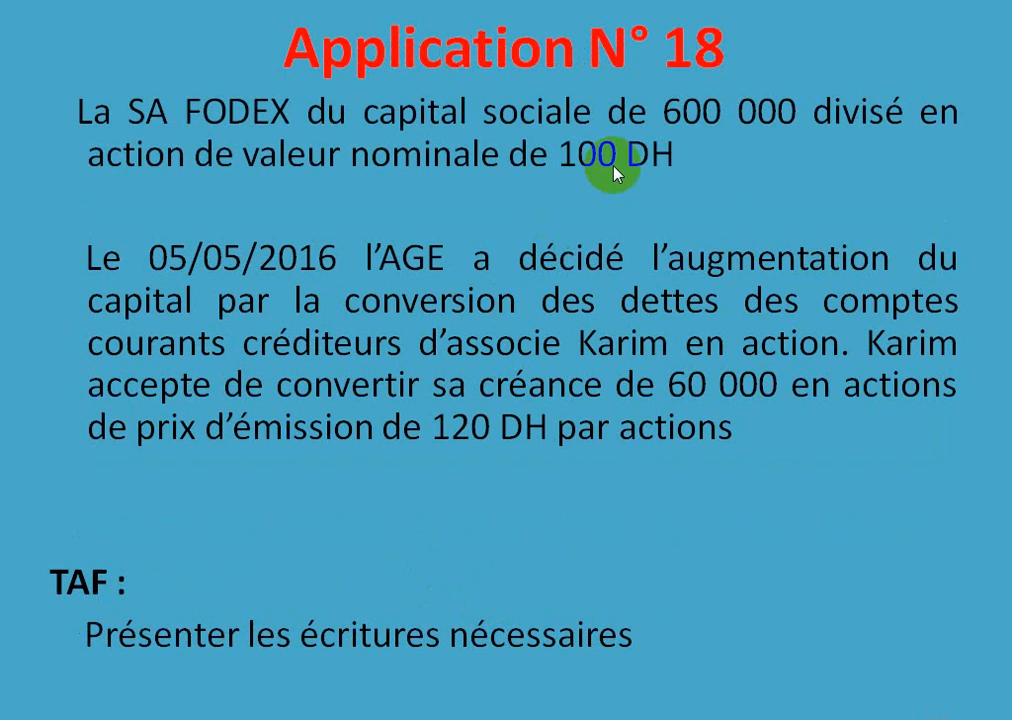 Application N° 18
La SA FODEX du capital sociale de 600 000 divisé en
action de valeur nominale de 100 DH
Le 05/05/2016 l’AGE a décidé l’augmentation du
capital par la conversion des dettes des comptes
courants créditeurs d’associe Karim en action. Karim
accepte de convertir sa créance de 60 000 en actions
de prix d’émission de 120 DH par actions
TAF :
Présenter les écritures nécessaires